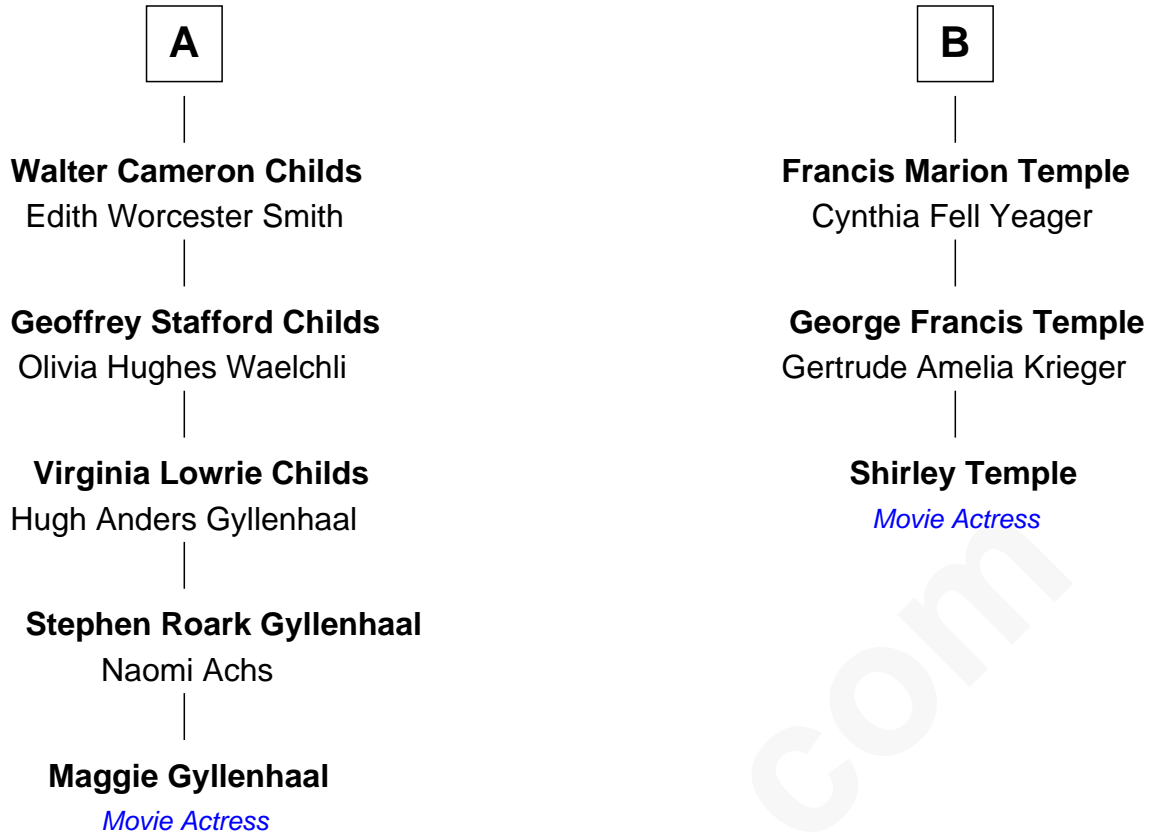 A
Walter Cameron Childs
Edith Worcester Smith
Geoffrey Stafford Childs
Olivia Hughes Waelchli
Virginia Lowrie Childs
Hugh Anders Gyllenhaal
Stephen Roark Gyllenhaal
Naomi Achs
Maggie Gyllenhaal
Movie Actress
B
Francis Marion Temple
Cynthia Fell Yeager
George Francis Temple
Gertrude Amelia Krieger
Shirley Temple
Movie Actress
com